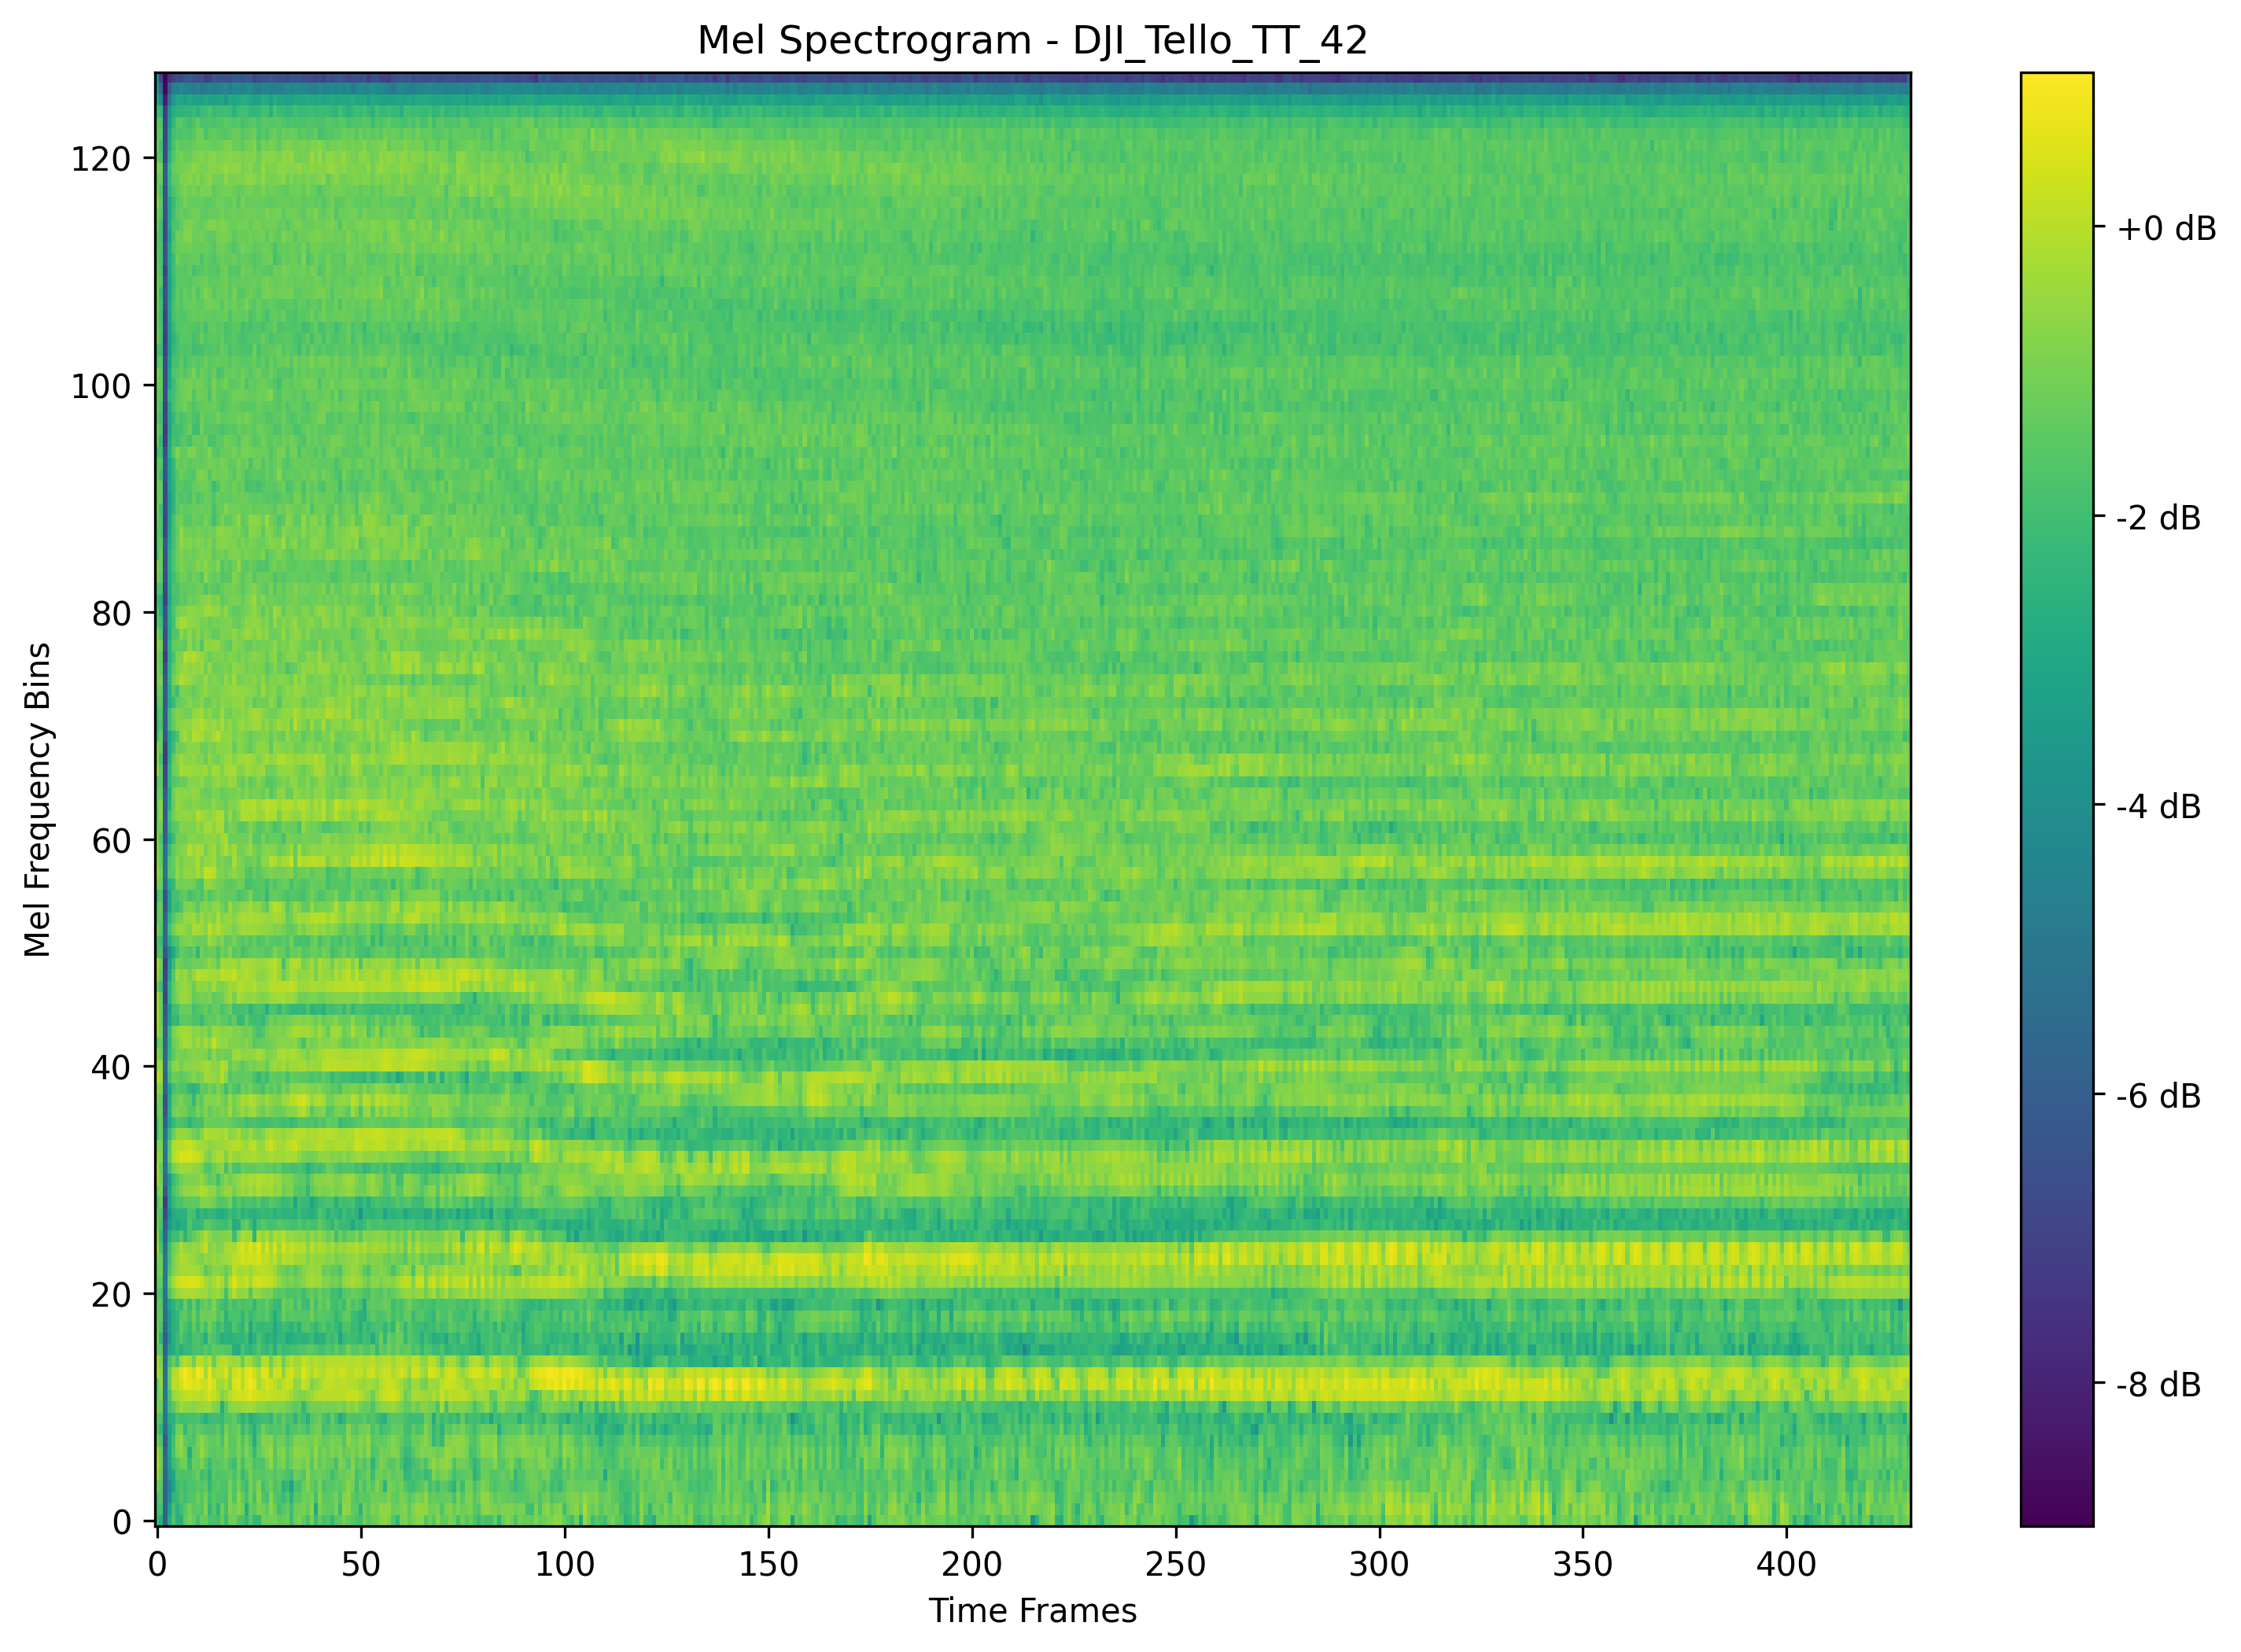 Mel Spectrogram - DJI_Tello_TT_42
120
100
80
60
40
20
0
Mel Frequency Bins
0 50 100 150 200 250 300 350 400
Time Frames
+0 dB
-2 dB
-4 dB
-6 dB
-8 dB